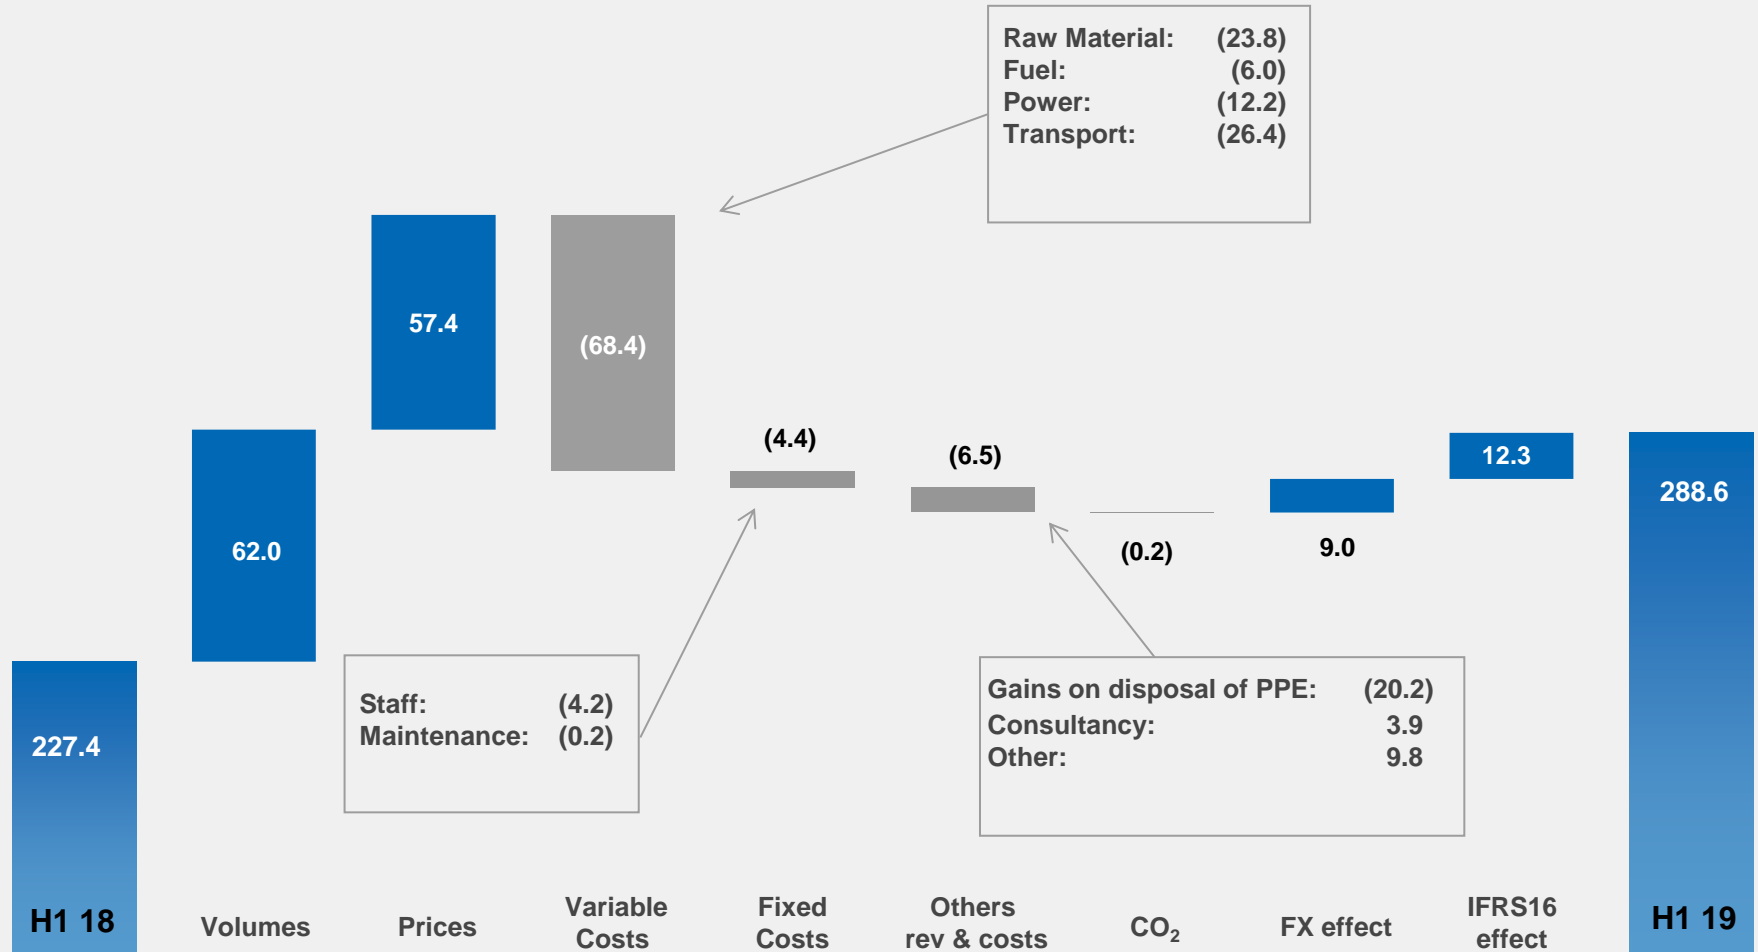 Raw Material: (23.8)
Fuel: (6.0)
Power: (12.2)
Transport: (26.4)
57.4
(68.4)
(4.4)
(6.5)
12.3
288.6
62.0
(0.2)
9.0
Staff: (4.2)
Maintenance: (0.2)
Gains on disposal of PPE: (20.2)
Consultancy: 3.9
Other: 9.8
227.4
H1 18
Volumes
Prices
Variable
Costs
Fixed
Costs
Others
rev & costs
CO₂
FX effect
IFRS16
effect
H1 19